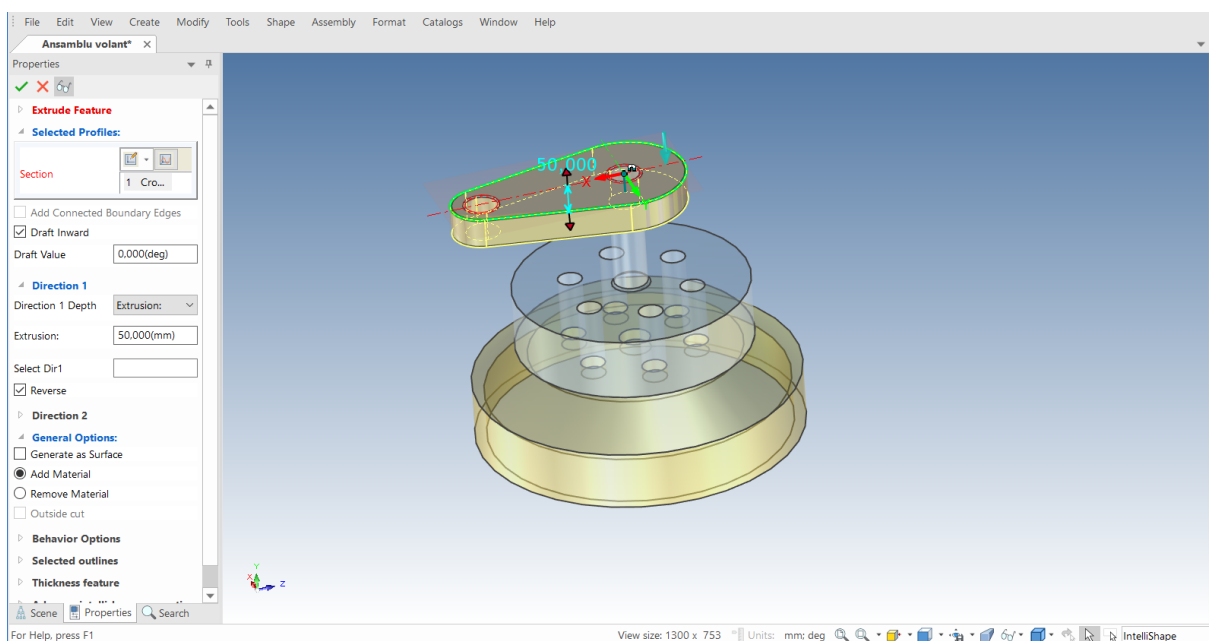 File Edit View Create Modify Tools Shape Assembly Format Catalogs Window Help
Ansamblu volant* ×
Properties
Extrude Feature
Selected Profiles:
Section
1 Cro...
Add Connected Boundary Edges
Draft Inward
Draft Value 0,000(deg)
Direction 1
Direction 1 Depth Extrusion:
Extrusion: 50,000(mm)
Select Dir1
Reverse
Direction 2
General Options:
Generate as Surface
Add Material
Remove Material
Outside cut
Behavior Options
Selected outlines
Thickness feature
Scene Properties Search
50,000
X
Y
X Z
For Help, press F1 View size: 1300 x 753 Units: mm; deg IntelliShape